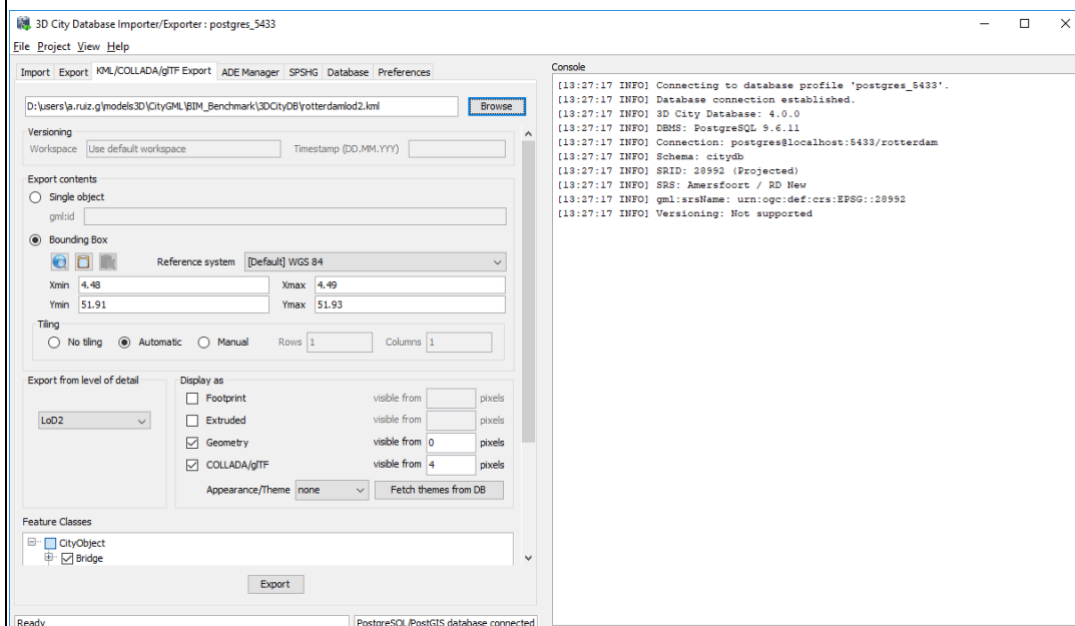 3D City Database Importer/Exporter : postgres_5433
File Project View Help
Import Export KML/COLLADA/glTF Export ADE Manager SPSHG Database Preferences
D:\users\a.ruiz.g\models3D\CityGML\BIM_Benchmark\3DCityDB\rotterdamlod2.kml Browse
Versioning
Workspace Use default workspace Timestamp (DD.MM.YYY)
Export contents
Single object
gml:id
Bounding Box
Reference system [Default] WGS 84
Xmin 4.48 Xmax 4.49
Ymin 51.91 Ymax 51.93
Tiling
No tiling Automatic Manual Rows 1 Columns 1
Export from level of detail Display as
Footprint visible from pixels
LoD2 Extruded visible from pixels
Geometry visible from 0 pixels
COLLADA/glTF visible from 4 pixels
Appearance/Theme none Fetch themes from DB
Feature Classes
CityObject
Bridge
Export
Ready PostgreSQL/PostGIS database connected
Console
[13:27:17 INFO] Connecting to database profile 'postgres_5433'.
[13:27:17 INFO] Database connection established.
[13:27:17 INFO] 3D City Database: 4.0.0
[13:27:17 INFO] DBMS: PostgreSQL 9.6.11
[13:27:17 INFO] Connection: postgres@localhost:5433/rotterdam
[13:27:17 INFO] Schema: citydb
[13:27:17 INFO] SRID: 28992 (Projected)
[13:27:17 INFO] SRS: Amersfoort / RD New
[13:27:17 INFO] gml:srsName: urn:ogc:def:crs:EPSG::28992
[13:27:17 INFO] Versioning: Not supported